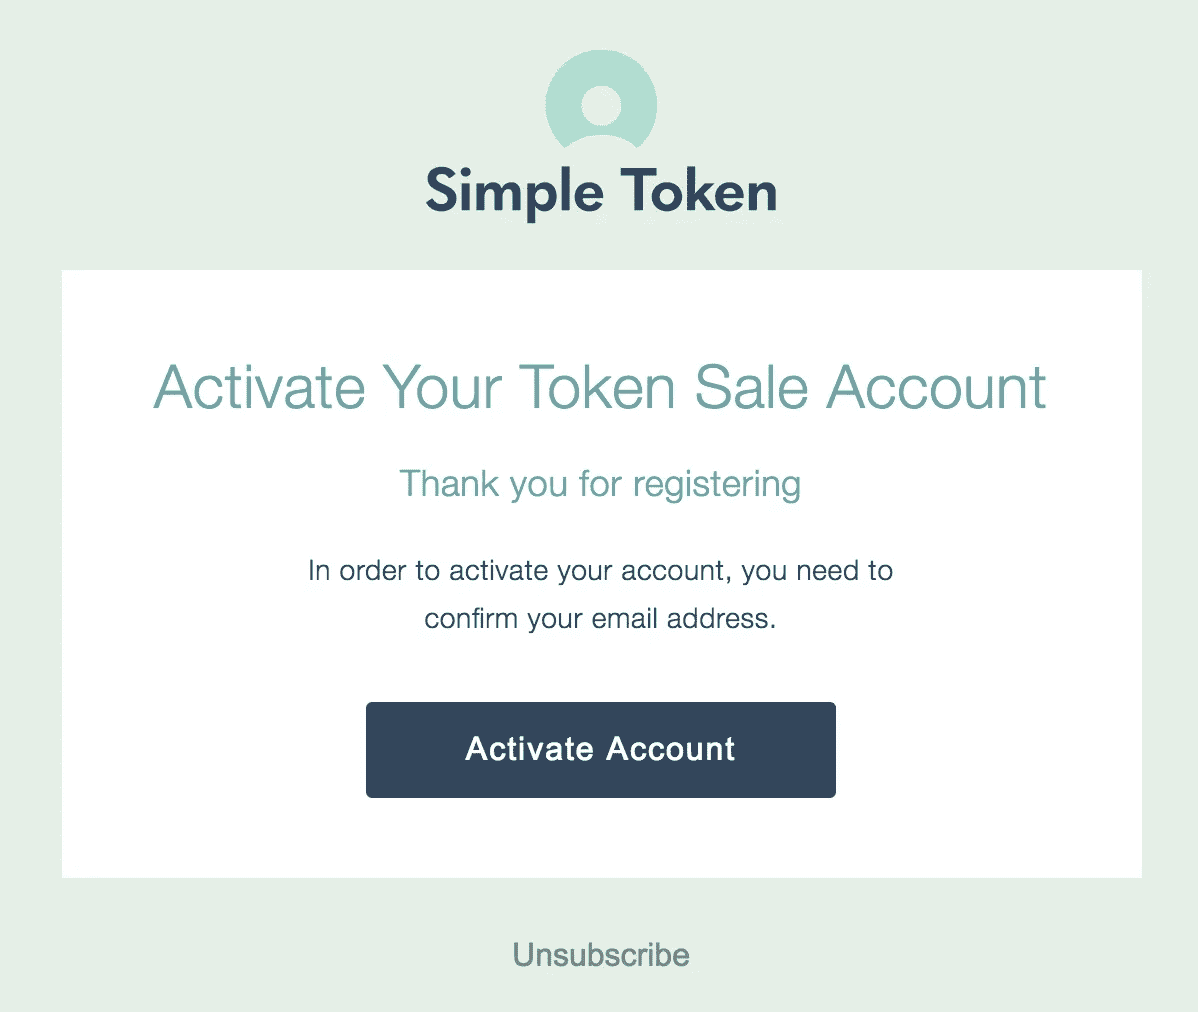 Simple Token
Activate Your Token Sale Account
Thank you for registering
In order to activate your account, you need to
confirm your email address.
Activate Account
Unsubscribe